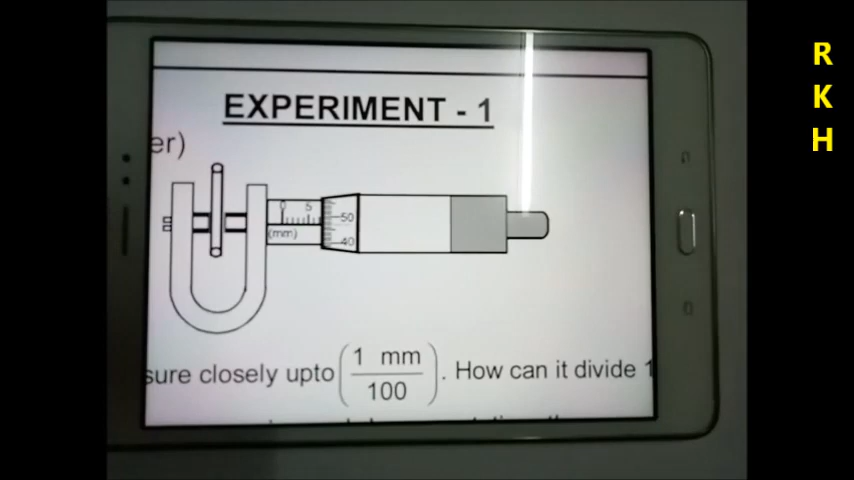 EXPERIMENT - 1
er)
0 5
50
(mm)
40
sure closely upto (1 mm / 100). How can it divide 1
R
K
H